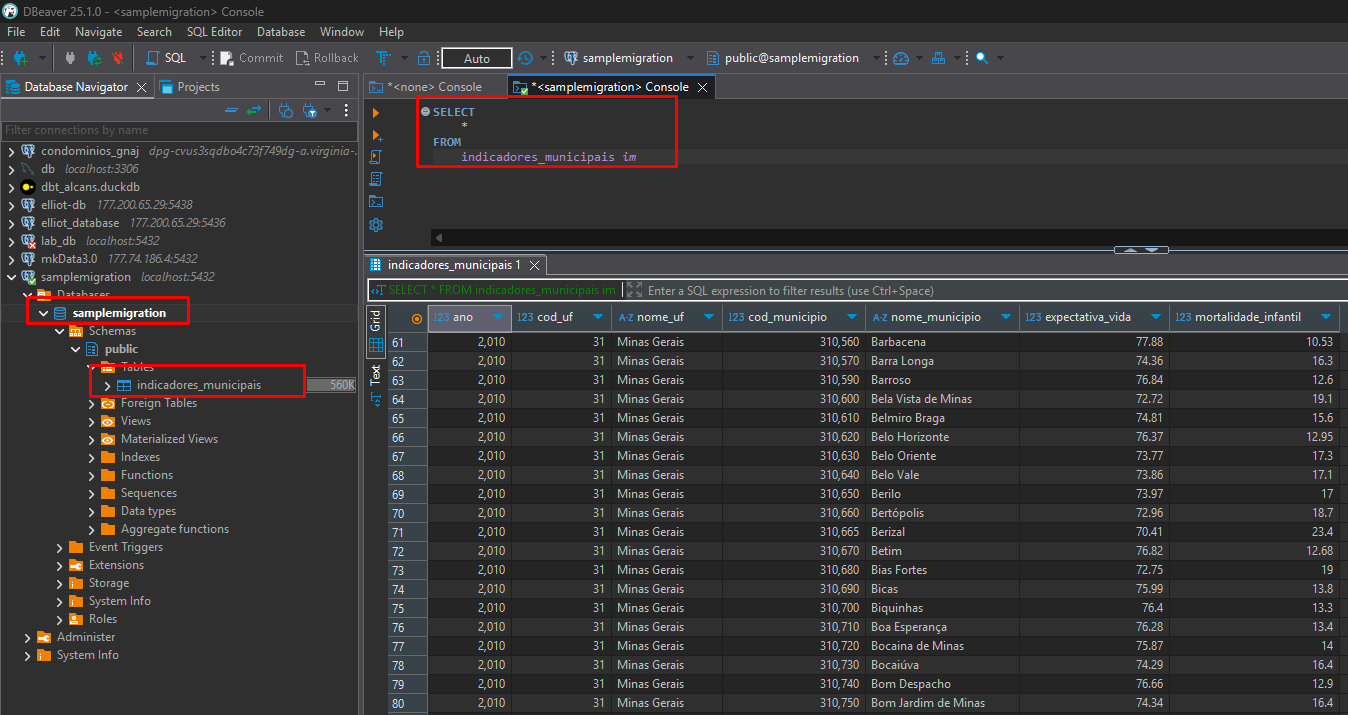 DBeaver 25.1.0 - <samplemigration> Console
File Edit Navigate Search SQL Editor Database Window Help
SQL Commit Rollback Auto samplemigration public@samplemigration
Database Navigator Projects
Filter connections by name
condominios_gnaj dpg-cvus3sqdbo4c73f749dg-a.virginia-.
db localhost:3306
dbt_alcans.duckdb
elliot-db 177.200.65.29:5438
elliot_database 177.200.65.29:5436
lab_db localhost:5432
mkData3.0 177.74.186.4:5432
samplemigration localhost:5432
Databases
samplemigration
Schemas
public
Tables
indicadores_municipais 560K
Foreign Tables
Views
Materialized Views
Indexes
Functions
Sequences
Data types
Aggregate functions
Event Triggers
Extensions
Storage
System Info
Roles
Administer
System Info
*<none> Console *<samplemigration> Console
SELECT
*
FROM
indicadores_municipais im
indicadores_municipais 1
SELECT * FROM indicadores_municipais im Enter a SQL expression to filter results (use Ctrl+Space)
Grid
Text
123 ano 123 cod_uf A-Z nome_uf 123 cod_municipio A-Z nome_municipio 123 expectativa_vida 123 mortalidade_infantil
61 2,010 31 Minas Gerais 310,560 Barbacena 77.88 10.53
62 2,010 31 Minas Gerais 310,570 Barra Longa 74.36 16.3
63 2,010 31 Minas Gerais 310,590 Barroso 76.84 12.6
64 2,010 31 Minas Gerais 310,600 Bela Vista de Minas 72.72 19.1
65 2,010 31 Minas Gerais 310,610 Belmiro Braga 74.81 15.6
66 2,010 31 Minas Gerais 310,620 Belo Horizonte 76.37 12.95
67 2,010 31 Minas Gerais 310,630 Belo Oriente 73.77 17.3
68 2,010 31 Minas Gerais 310,640 Belo Vale 73.86 17.1
69 2,010 31 Minas Gerais 310,650 Berilo 73.97 17
70 2,010 31 Minas Gerais 310,660 Bertópolis 72.96 18.7
71 2,010 31 Minas Gerais 310,665 Berizal 70.41 23.4
72 2,010 31 Minas Gerais 310,670 Betim 76.82 12.68
73 2,010 31 Minas Gerais 310,680 Bias Fortes 72.75 19
74 2,010 31 Minas Gerais 310,690 Bicas 75.99 13.8
75 2,010 31 Minas Gerais 310,700 Biquinhas 76.4 13.3
76 2,010 31 Minas Gerais 310,710 Boa Esperança 76.28 13.4
77 2,010 31 Minas Gerais 310,720 Bocaina de Minas 75.87 14
78 2,010 31 Minas Gerais 310,730 Bocaiúva 74.29 16.4
79 2,010 31 Minas Gerais 310,740 Bom Despacho 76.66 12.9
80 2,010 31 Minas Gerais 310,750 Bom Jardim de Minas 74.34 16.4